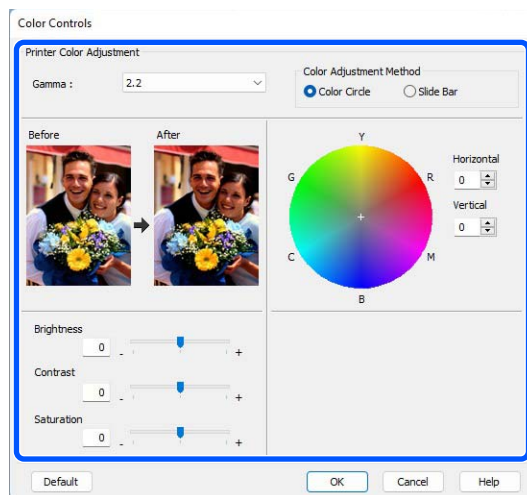 Color Controls
Printer Color Adjustment
Gamma : 2.2
Color Adjustment Method
Color Circle Slide Bar
Before After
Y
G R
C M
B
Horizontal
0
Vertical
0
Brightness
0 - +
Contrast
0 - +
Saturation
0 - +
Default OK Cancel Help